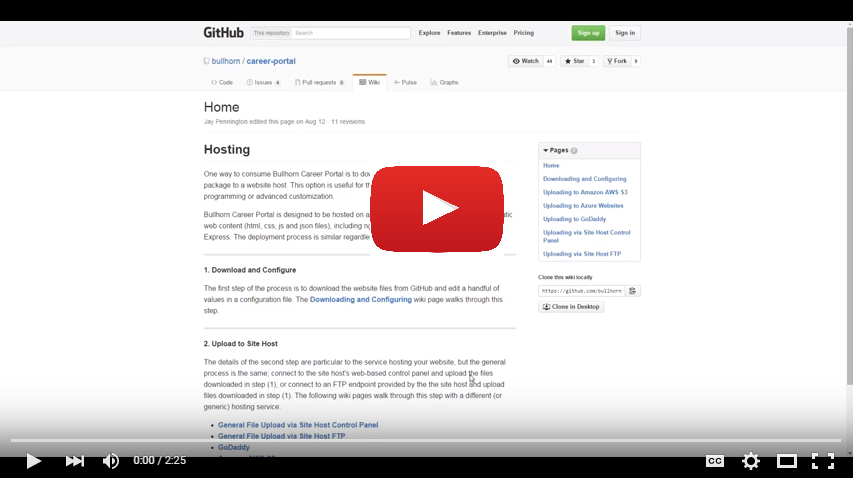 GitHub This repository Search Explore Features Enterprise Pricing Sign up Sign in
bullhorn / career-portal Watch 44 Star 3 Fork 9
Code Issues 4 Pull requests 0 Wiki Pulse Graphs
Home
Jay Pennington edited this page on Aug 12 11 revisions
Hosting
One way to consume Bullhorn Career Portal is to do
package to a website host. This option is useful for th
programming or advanced customization.
Bullhorn Career Portal is designed to be hosted on a tic
web content (html, css, js and json files), including n
Express. The deployment process is similar regardle
1. Download and Configure
The first step of the process is to download the website files from GitHub and edit a handful of
values in a configuration file. The Downloading and Configuring wiki page walks through this
step.
2. Upload to Site Host
The details of the second step are particular to the service hosting your website, but the general
process is the same; connect to the site host's web-based control panel and upload the files
downloaded in step (1), or connect to an FTP endpoint provided by the the site host and upload
files downloaded in step (1). The following wiki pages walk through this step with a different (or
generic) hosting service:
General File Upload via Site Host Control Panel
General File Upload via Site Host FTP
GoDaddy
Pages 7
Home
Downloading and Configuring
Uploading to Amazon AWS S3
Uploading to Azure Websites
Uploading to GoDaddy
Uploading via Site Host Control
Panel
Uploading via Site Host FTP
Clone this wiki locally
https://github.com/bullhorn
Clone in Desktop
0:00 / 2:25 CC